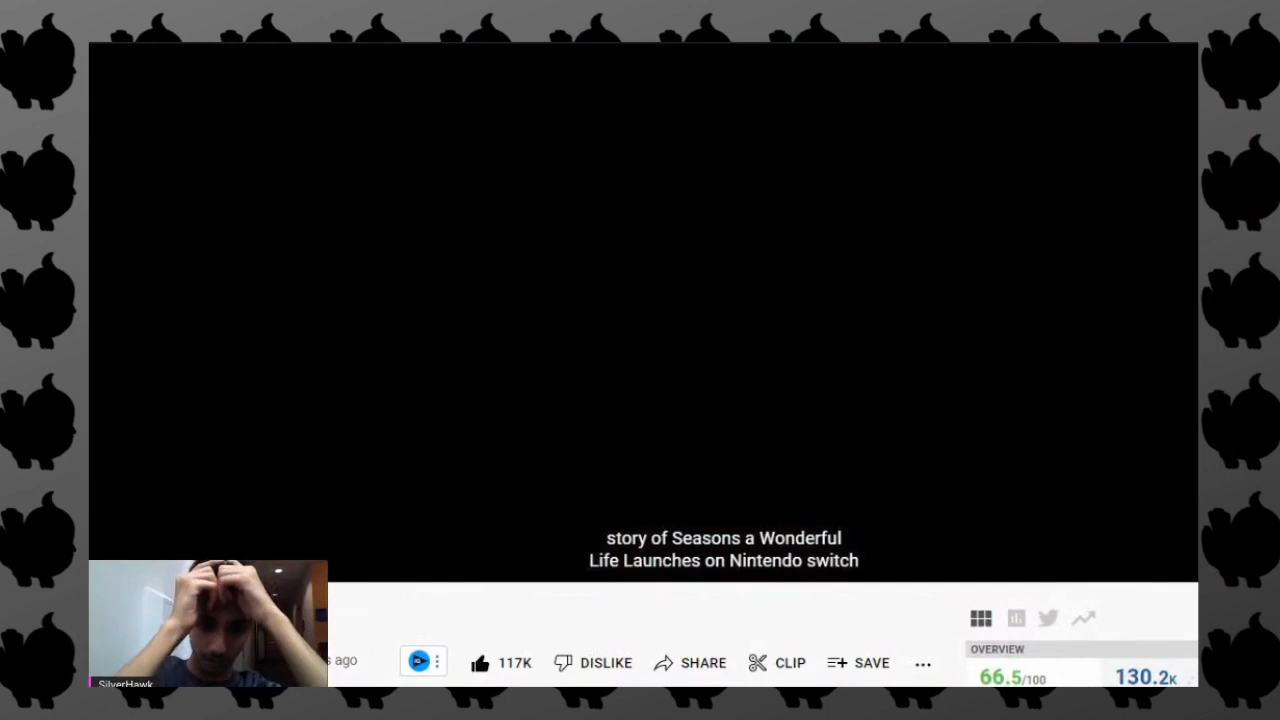 story of Seasons a Wonderful
Life Launches on Nintendo switch
s ago
117K
DISLIKE
SHARE
CLIP
SAVE
OVERVIEW
66.5/100
130.2K
SilverHawk